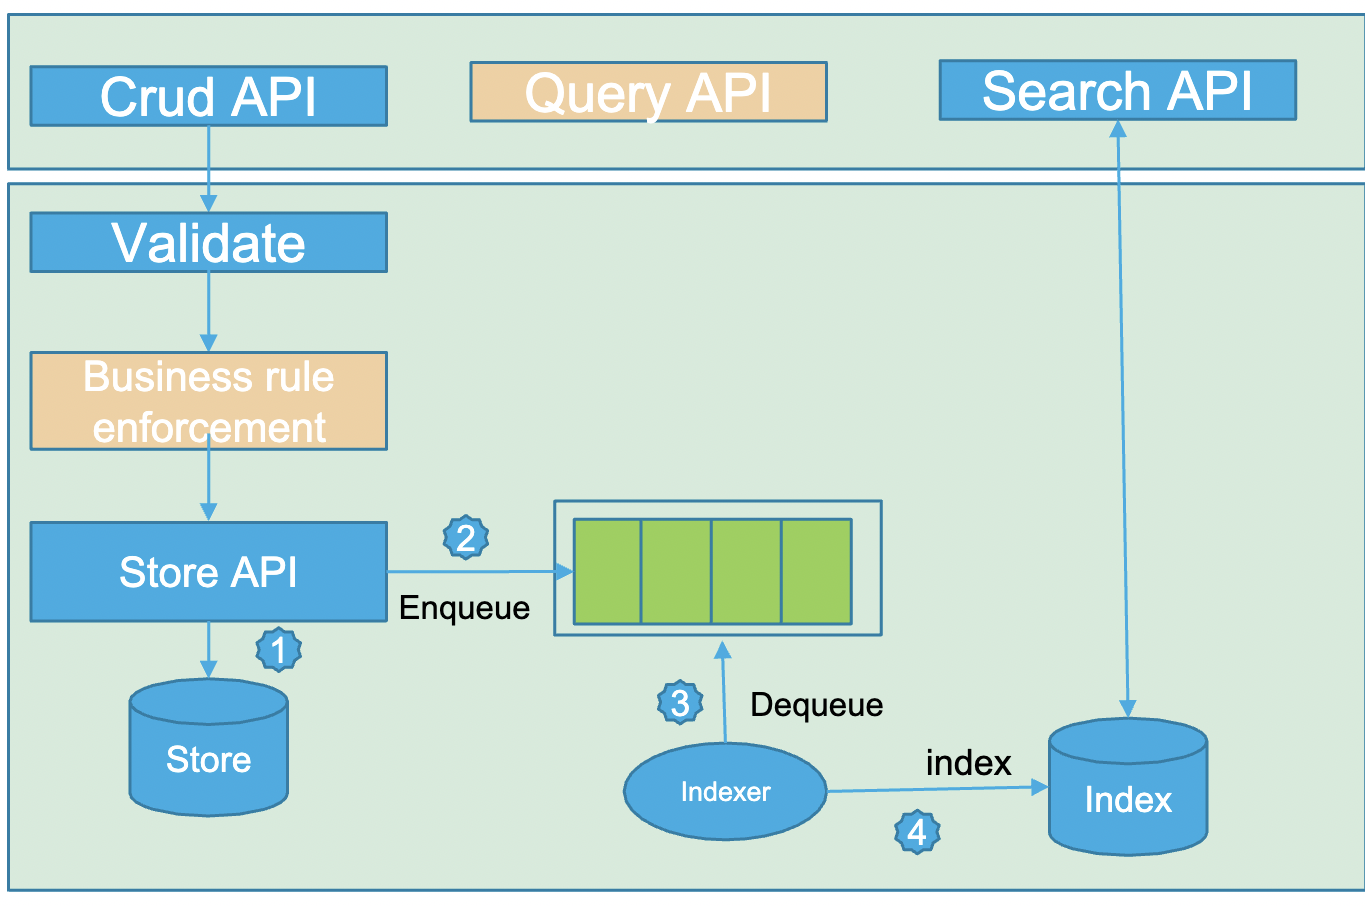 Crud API
Query API
Search API
Validate
Business rule
enforcement
Store API
2
Enqueue
1
Store
3
Dequeue
Indexer
index
4
Index